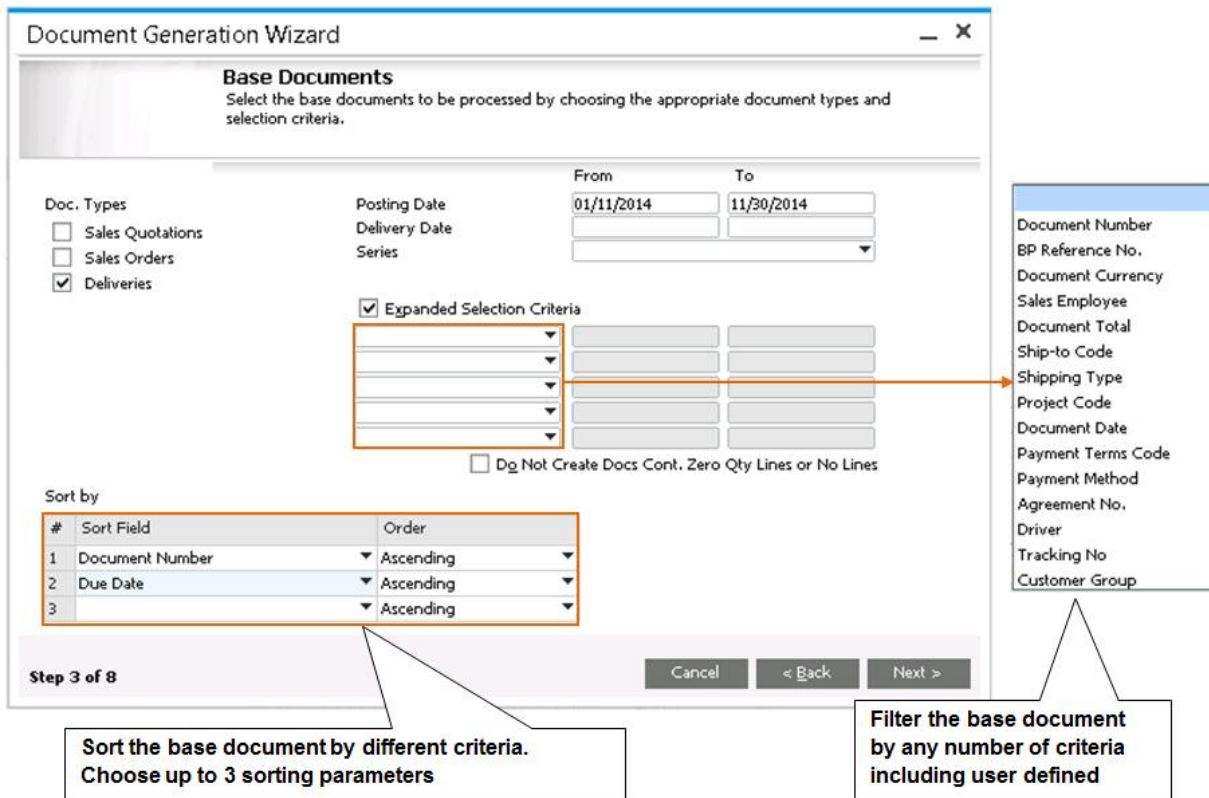 Document Generation Wizard
Base Documents
Select the base documents to be processed by choosing the appropriate document types and
selection criteria.
From To
Doc. Types
Posting Date 01/11/2014 11/30/2014
Sales Quotations
Delivery Date
Sales Orders
Series
Deliveries
Expanded Selection Criteria
Do Not Create Docs Cont. Zero Qty Lines or No Lines
Sort by
# Sort Field Order
1 Document Number Ascending
2 Due Date Ascending
3 Ascending
Step 3 of 8
Cancel < Back Next >
Document Number
BP Reference No.
Document Currency
Sales Employee
Document Total
Ship-to Code
Shipping Type
Project Code
Document Date
Payment Terms Code
Payment Method
Agreement No.
Driver
Tracking No
Customer Group
Sort the base document by different criteria.
Choose up to 3 sorting parameters
Filter the base document
by any number of criteria
including user defined